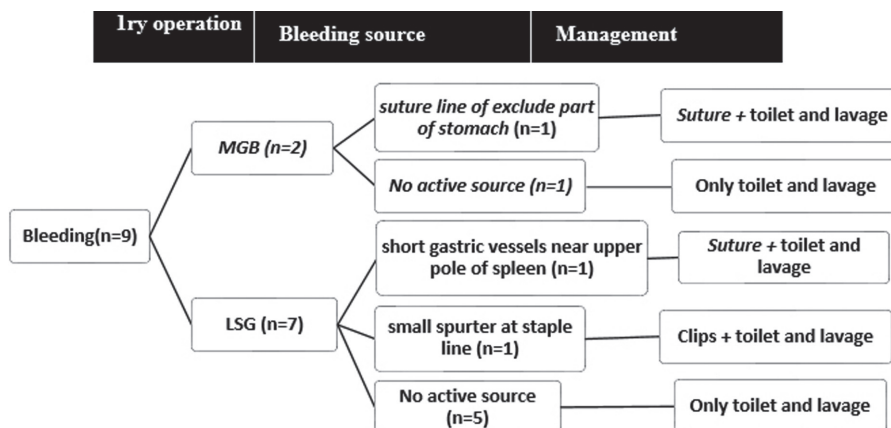 1ry operation
Bleeding source
Management
suture line of exclude part
of stomach (n=1)
Suture + toilet and lavage
MGB (n=2)
No active source (n=1)
Only toilet and lavage
Bleeding(n=9)
short gastric vessels near upper
pole of spleen (n=1)
Suture + toilet and
lavage
LSG (n=7)
small spurter at staple
line (n=1)
Clips + toilet and lavage
No active source
(n=5)
Only toilet and lavage